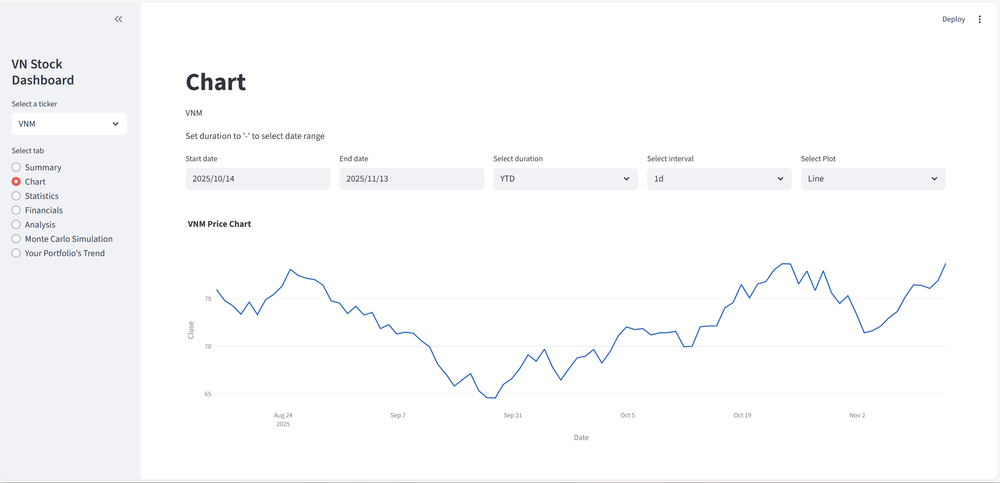 Deploy
VN Stock
Dashboard
Select a ticker
VNM
Select tab
Summary
Chart
Statistics
Financials
Analysis
Monte Carlo Simulation
Your Portfolio's Trend
Chart
VNM
Set duration to '-' to select date range
Start date End date Select duration Select interval Select Plot
2025/10/14 2025/11/13 YTD 1d Line
VNM Price Chart
Close
75
70
65
Aug 24 Sep 7 Sep 21 Oct 5 Oct 19 Nov 2
2025
Date